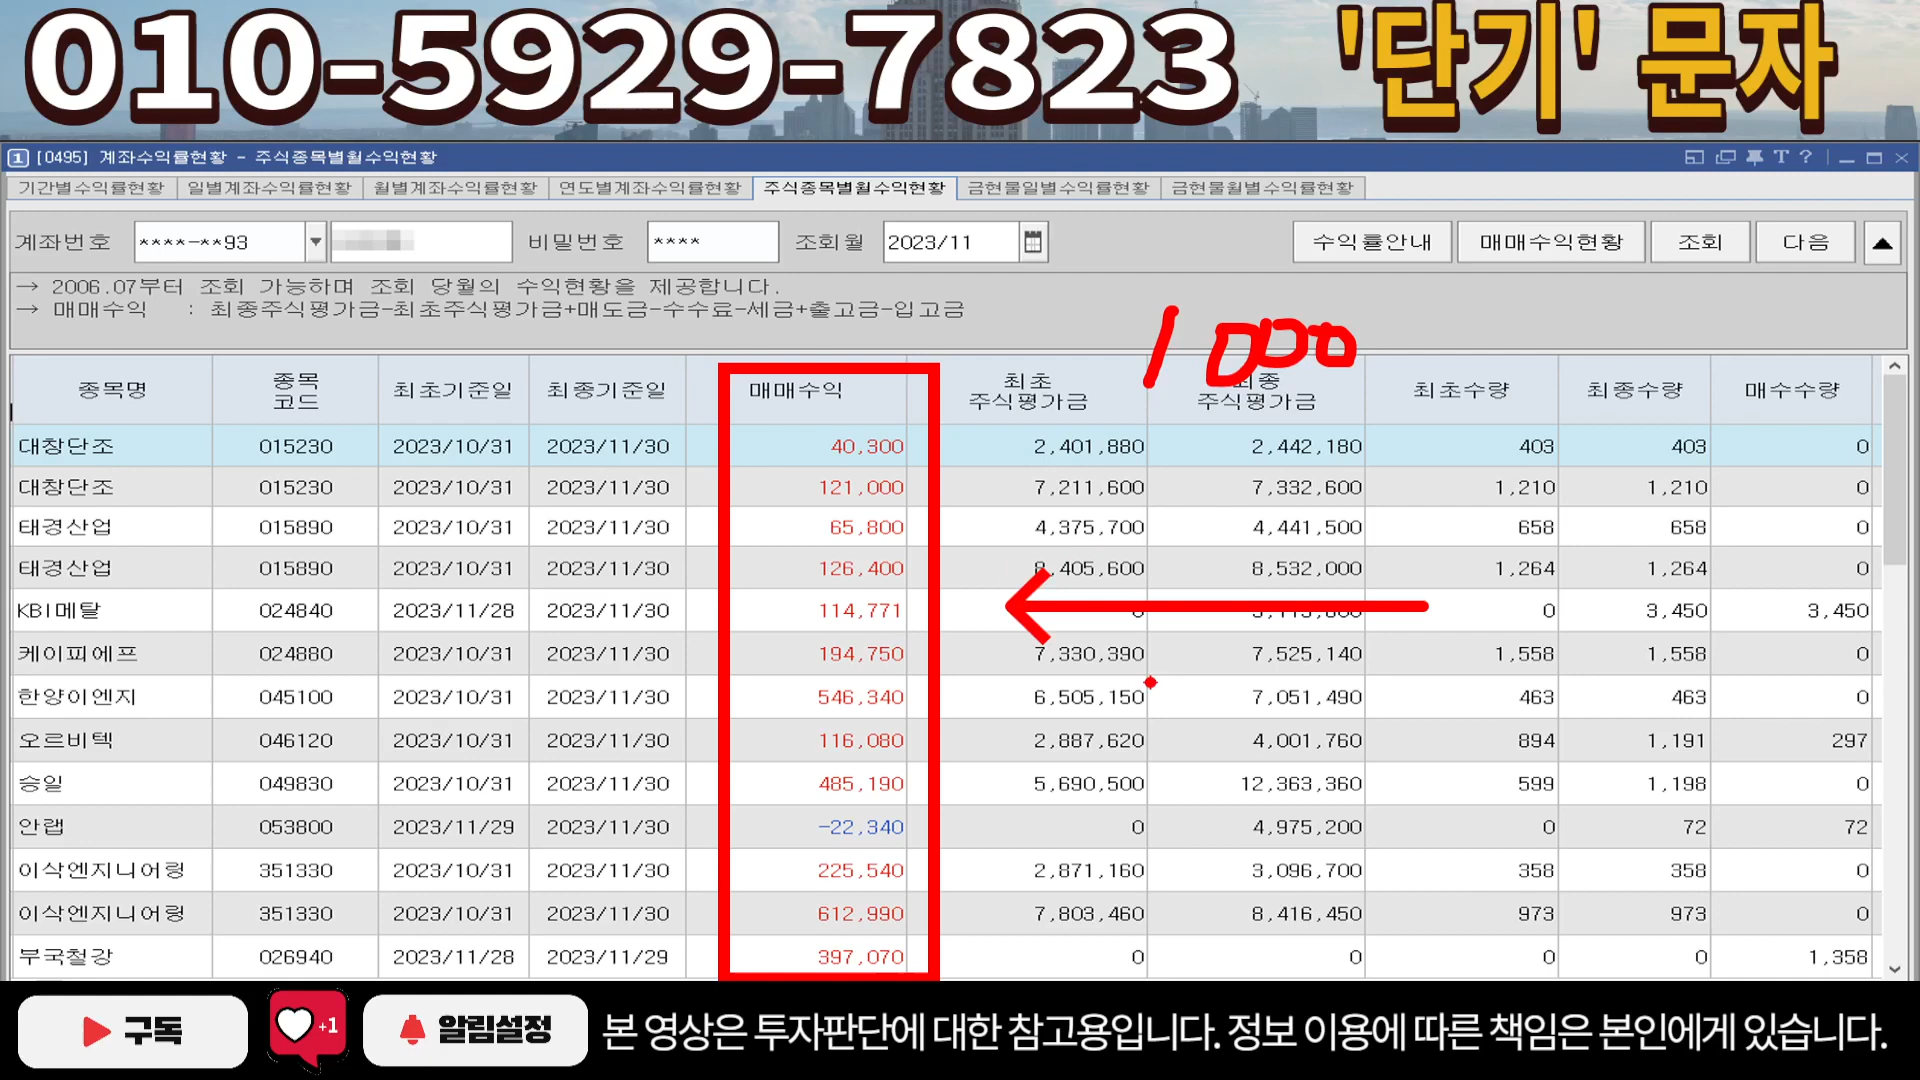 010-5929-7823 '단기' 문자
1 [0495] 계좌수익률현황 - 주식종목별월수익현황
기간별수익률현황 일별계좌수익률현황 월별계좌수익률현황 연도별계좌수익률현황 주식종목별월수익현황 금현물일별수익률현황 금현물월별수익률현황
계좌번호 ****-**93 비밀번호 **** 조회월 2023/11 수익률안내 매매수익현황 조회 다음
→ 2006.07부터 조회 가능하며 조회 당월의 수익현황을 제공합니다.
→ 매매수익 : 최종주식평가금-최초주식평가금+매도금-수수료-세금+출고금-입고금
1000
종목명 종목코드 최초기준일 최종기준일 매매수익 최초주식평가금 최종주식평가금 최초수량 최종수량 매수수량
대창단조 015230 2023/10/31 2023/11/30 40,300 2,401,880 2,442,180 403 403 0
대창단조 015230 2023/10/31 2023/11/30 121,000 7,211,600 7,332,600 1,210 1,210 0
태경산업 015890 2023/10/31 2023/11/30 65,800 4,375,700 4,441,500 658 658 0
태경산업 015890 2023/10/31 2023/11/30 126,400 8,405,600 8,532,000 1,264 1,264 0
KBI메탈 024840 2023/11/28 2023/11/30 114,771 0 0 3,450 3,450
케이피에프 024880 2023/10/31 2023/11/30 194,750 7,330,390 7,525,140 1,558 1,558 0
한양이엔지 045100 2023/10/31 2023/11/30 546,340 6,505,150 7,051,490 463 463 0
오르비텍 046120 2023/10/31 2023/11/30 116,080 2,887,620 4,001,760 894 1,191 297
승일 049830 2023/10/31 2023/11/30 485,190 5,690,500 12,363,360 599 1,198 0
안랩 053800 2023/11/29 2023/11/30 -22,340 0 4,975,200 0 72 72
이삭엔지니어링 351330 2023/10/31 2023/11/30 225,540 2,871,160 3,096,700 358 358 0
이삭엔지니어링 351330 2023/10/31 2023/11/30 612,990 7,803,460 8,416,450 973 973 0
부국철강 026940 2023/11/28 2023/11/29 397,070 0 0 0 0 1,358
구독 +1 알림설정 본 영상은 투자판단에 대한 참고용입니다. 정보 이용에 따른 책임은 본인에게 있습니다.